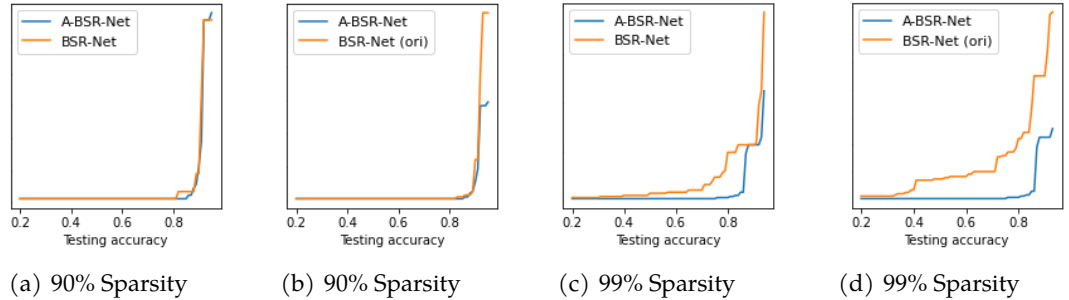 A-BSR-Net
BSR-Net
0.2 0.4 0.6 0.8
Testing accuracy
(a) 90% Sparsity
A-BSR-Net
BSR-Net (ori)
0.2 0.4 0.6 0.8
Testing accuracy
(b) 90% Sparsity
A-BSR-Net
BSR-Net
0.2 0.4 0.6 0.8
Testing accuracy
(c) 99% Sparsity
A-BSR-Net
BSR-Net (ori)
0.2 0.4 0.6 0.8
Testing accuracy
(d) 99% Sparsity